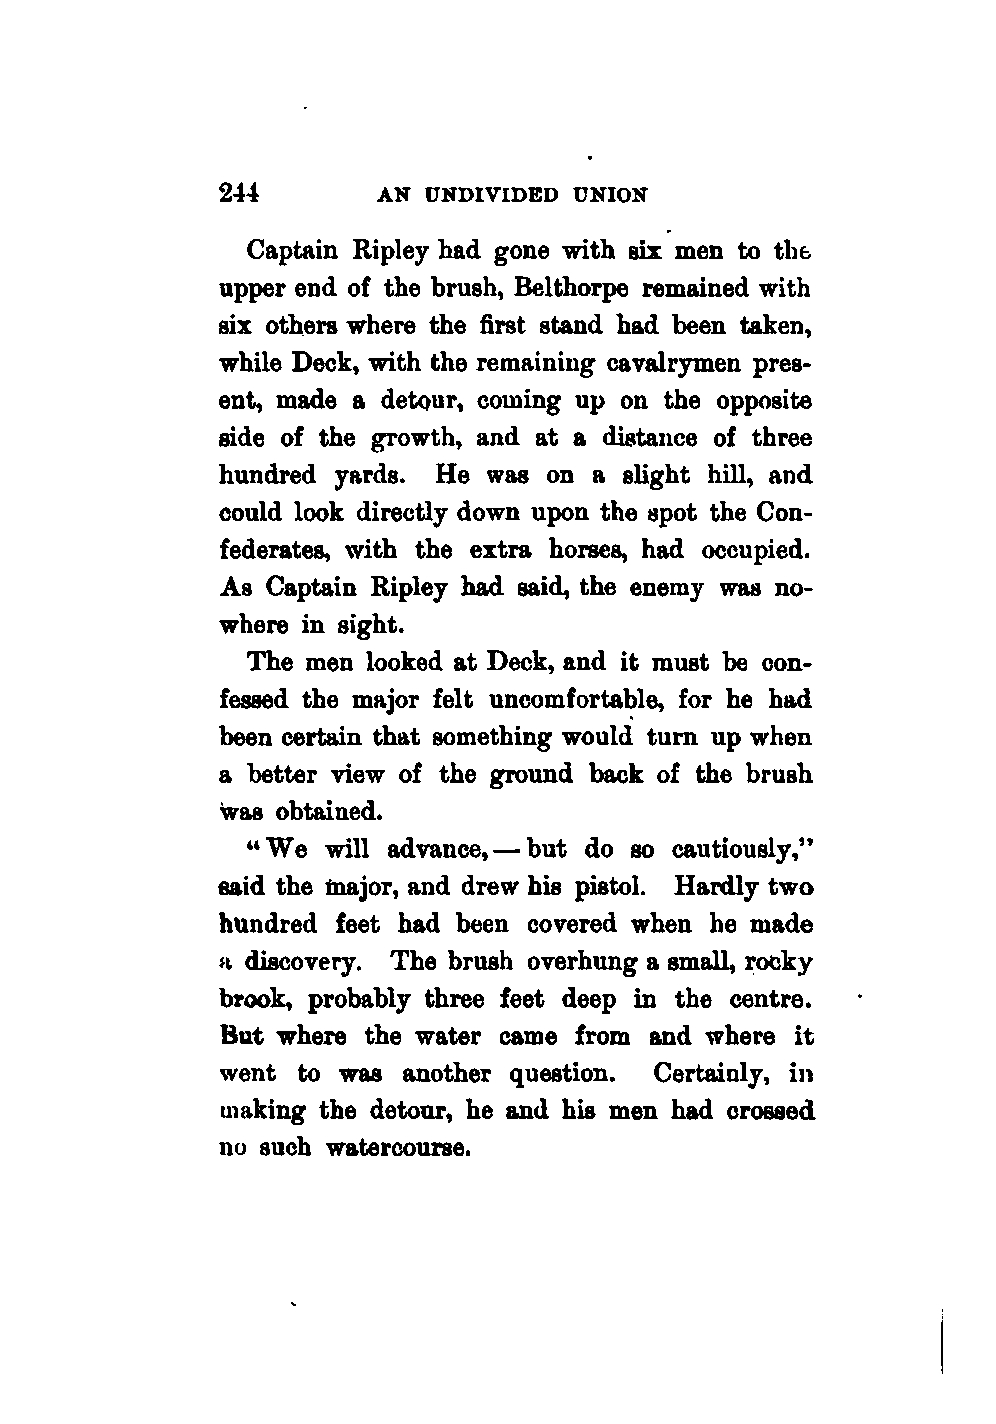 244 AN UNDIVIDED UNION
Captain Ripley had gone with six men to the
upper end of the brush, Belthorpe remained with
six others where the first stand had been taken,
while Deck, with the remaining cavalrymen pres-
ent, made a detour, coming up on the opposite
side of the growth, and at a distance of three
hundred yards. He was on a slight hill, and
could look directly down upon the spot the Con-
federates, with the extra horses, had occupied.
As Captain Ripley had said, the enemy was no-
where in sight.
The men looked at Deck, and it must be con-
fessed the major felt uncomfortable, for he had
been certain that something would turn up when
a better view of the ground back of the brush
was obtained.
"We will advance,—but do so cautiously,"
said the major, and drew his pistol. Hardly two
hundred feet had been covered when he made
a discovery. The brush overhung a small, rocky
brook, probably three feet deep in the centre.
But where the water came from and where it
went to was another question. Certainly, in
making the detour, he and his men had crossed
no such watercourse.